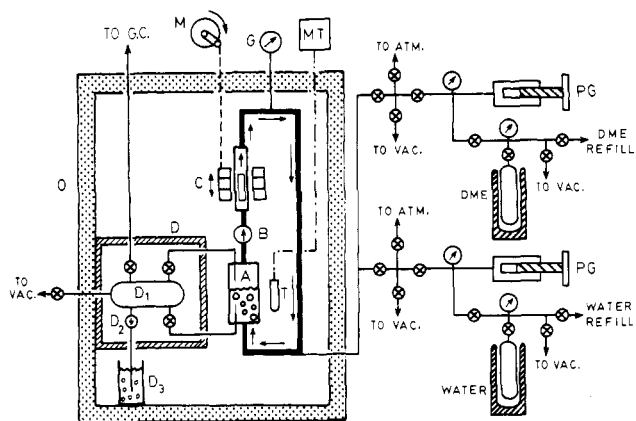 TO G.C.
M
G
MT
TO ATM.
PG
TO VAC.
DME REFILL
TO VAC.
DME
O
C
D
B
TO ATM.
A
T
PG
TO VAC.
D₁
D₂
D₃
TO VAC.
WATER REFILL
TO VAC.
WATER